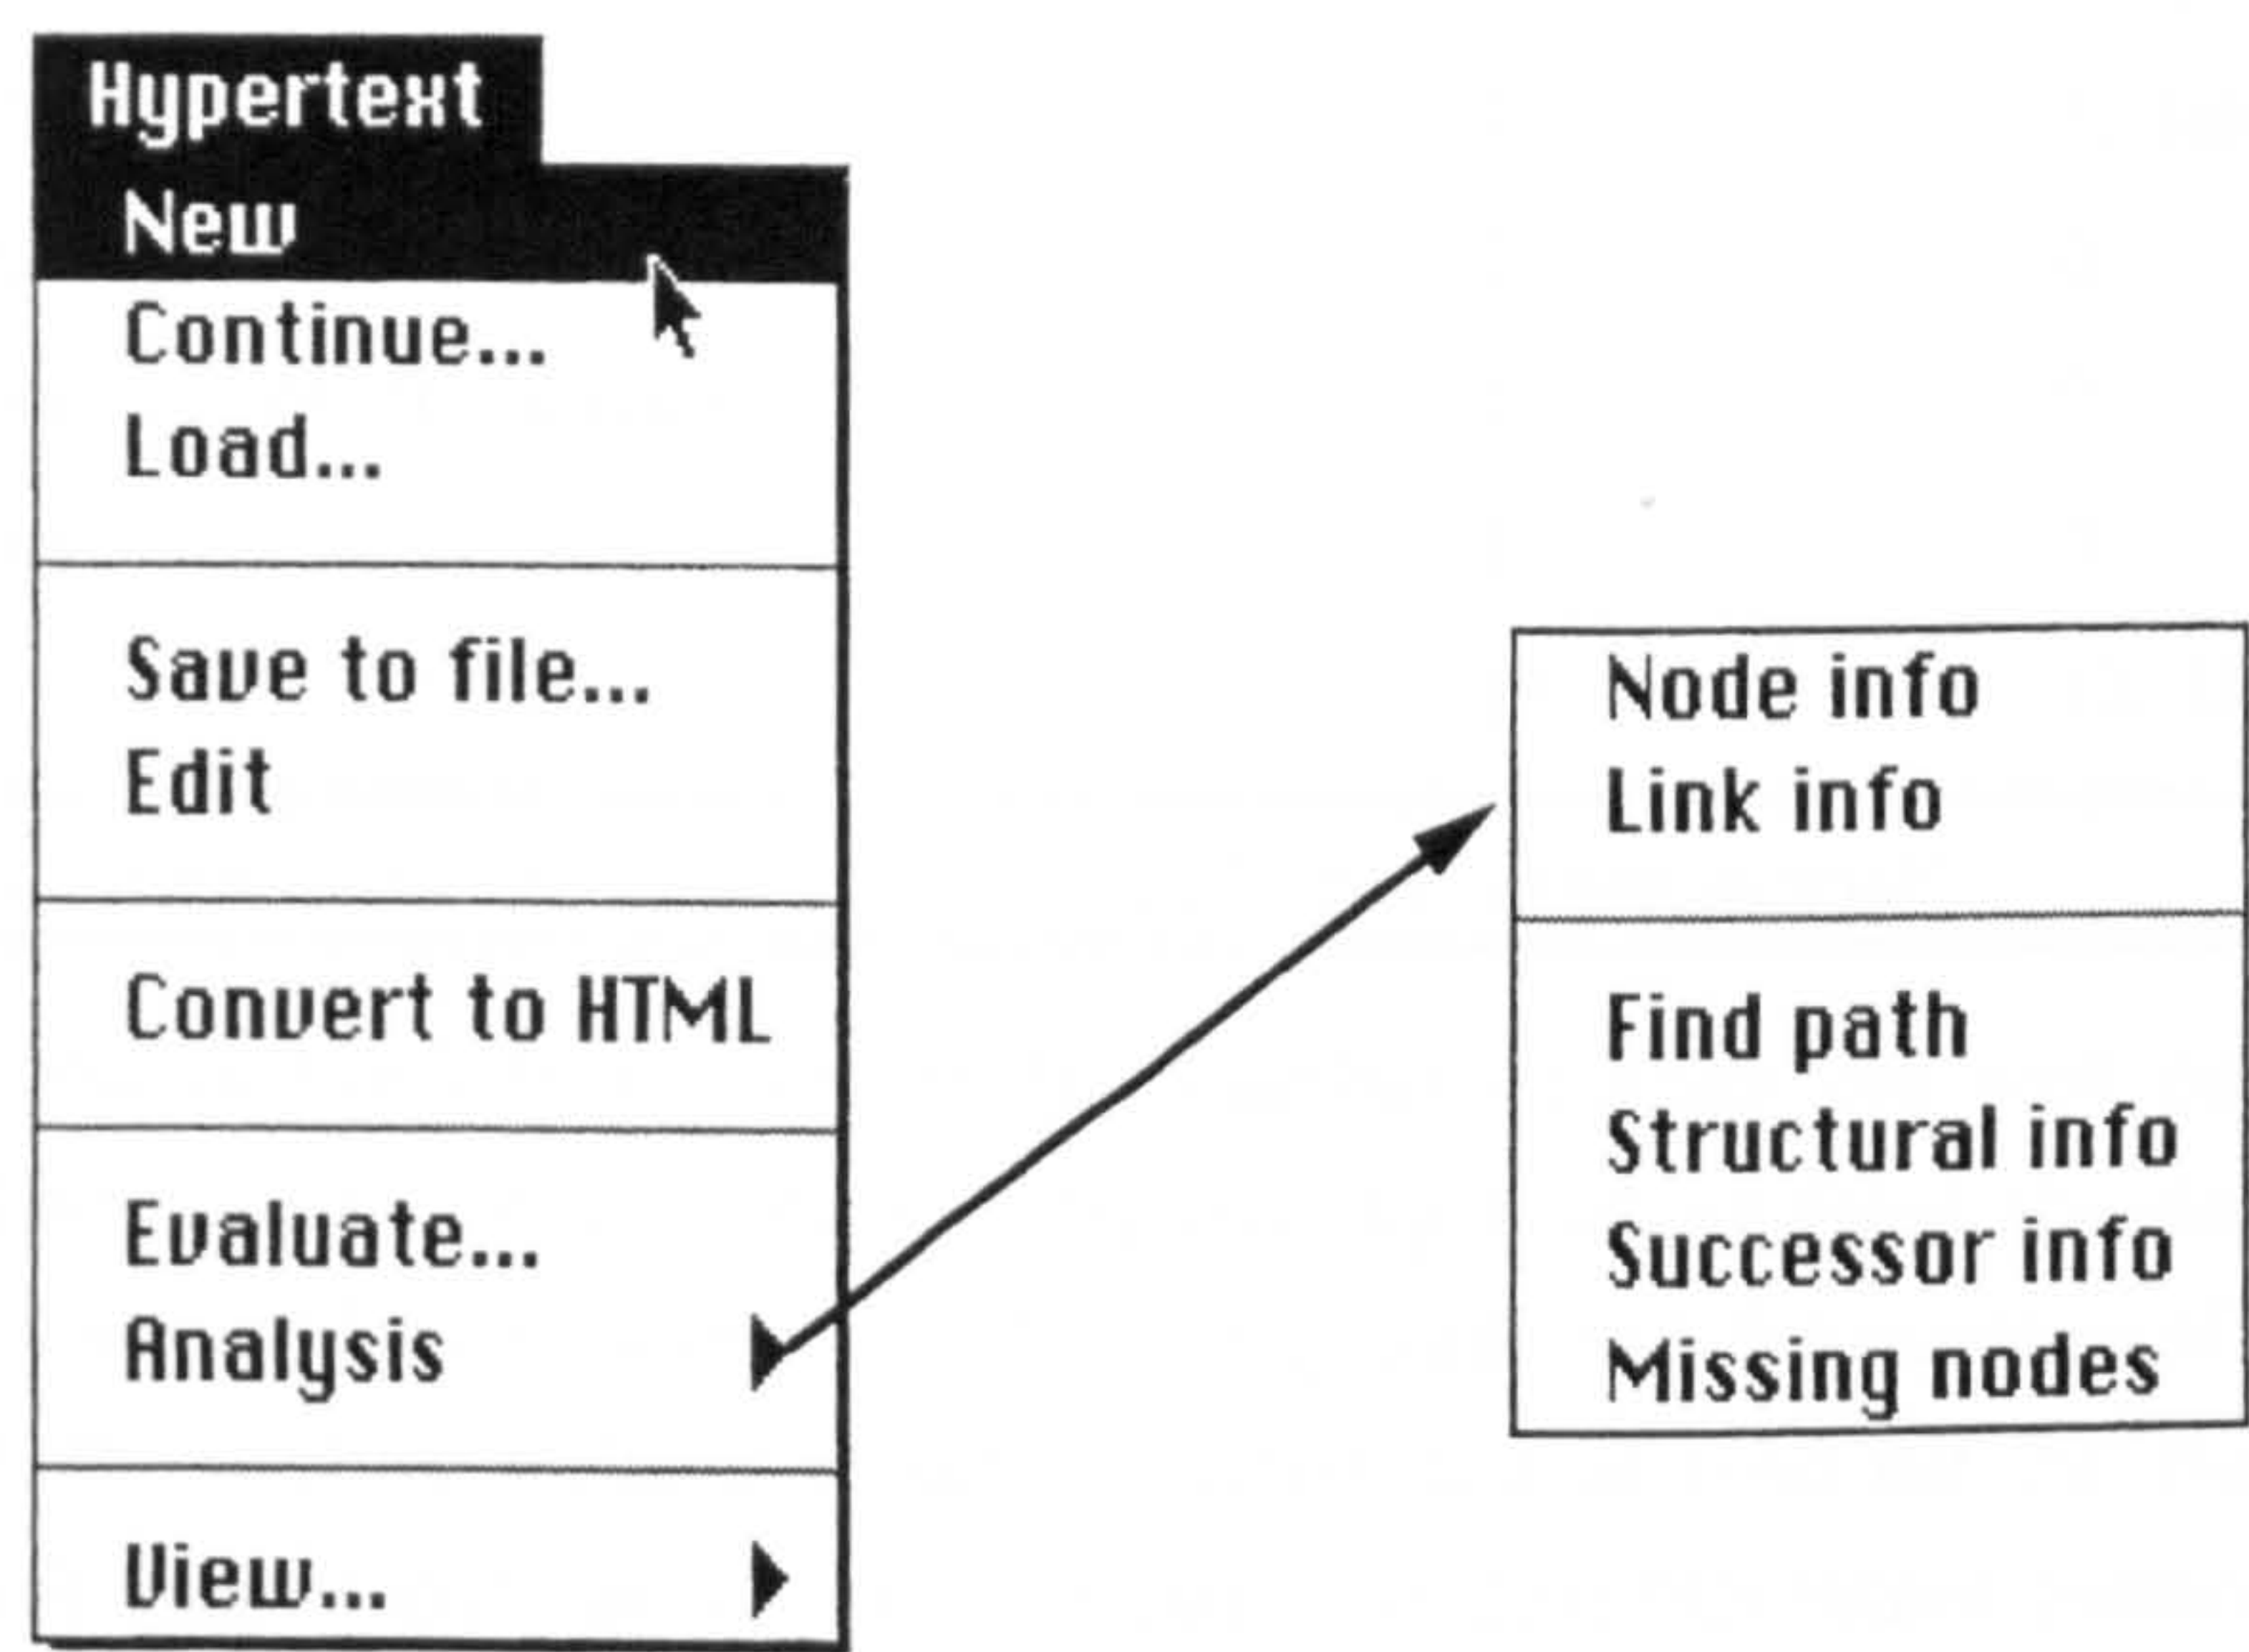 Hypertext
New
Continue...
Load...
Save to file...
Edit
Convert to HTML
Evaluate...
Analysis
View...
Node info
Link info
Find path
Structural info
Successor info
Missing nodes